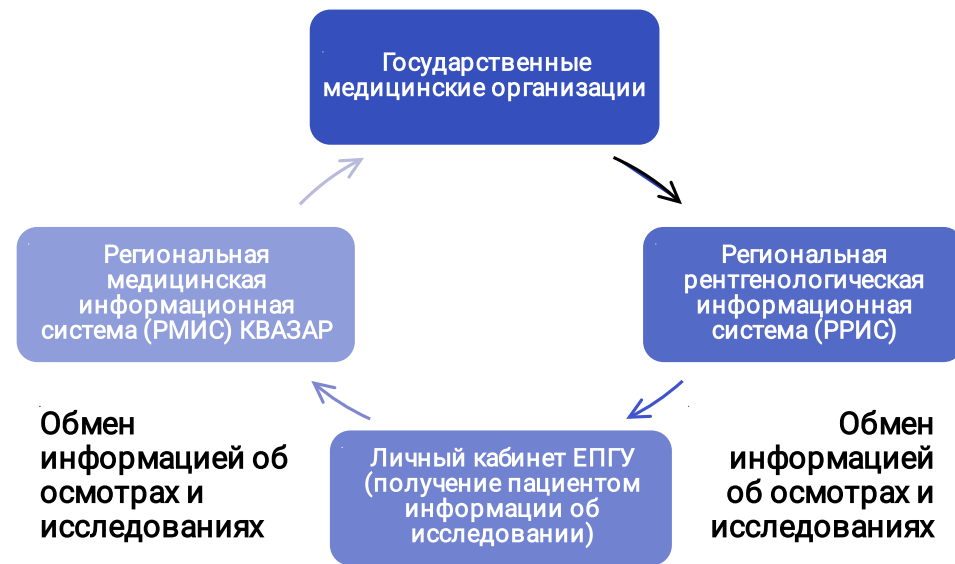 Государственные
медицинские организации
Региональная
медицинская
информационная
система (РМИС) КВАЗАР
Региональная
рентгенологическая
информационная
система (РРИС)
Обмен
информацией об
осмотрах и
исследованиях
Личный кабинет ЕПГУ
(получение пациентом
информации об
исследовании)
Обмен
информацией
об осмотрах и
исследованиях